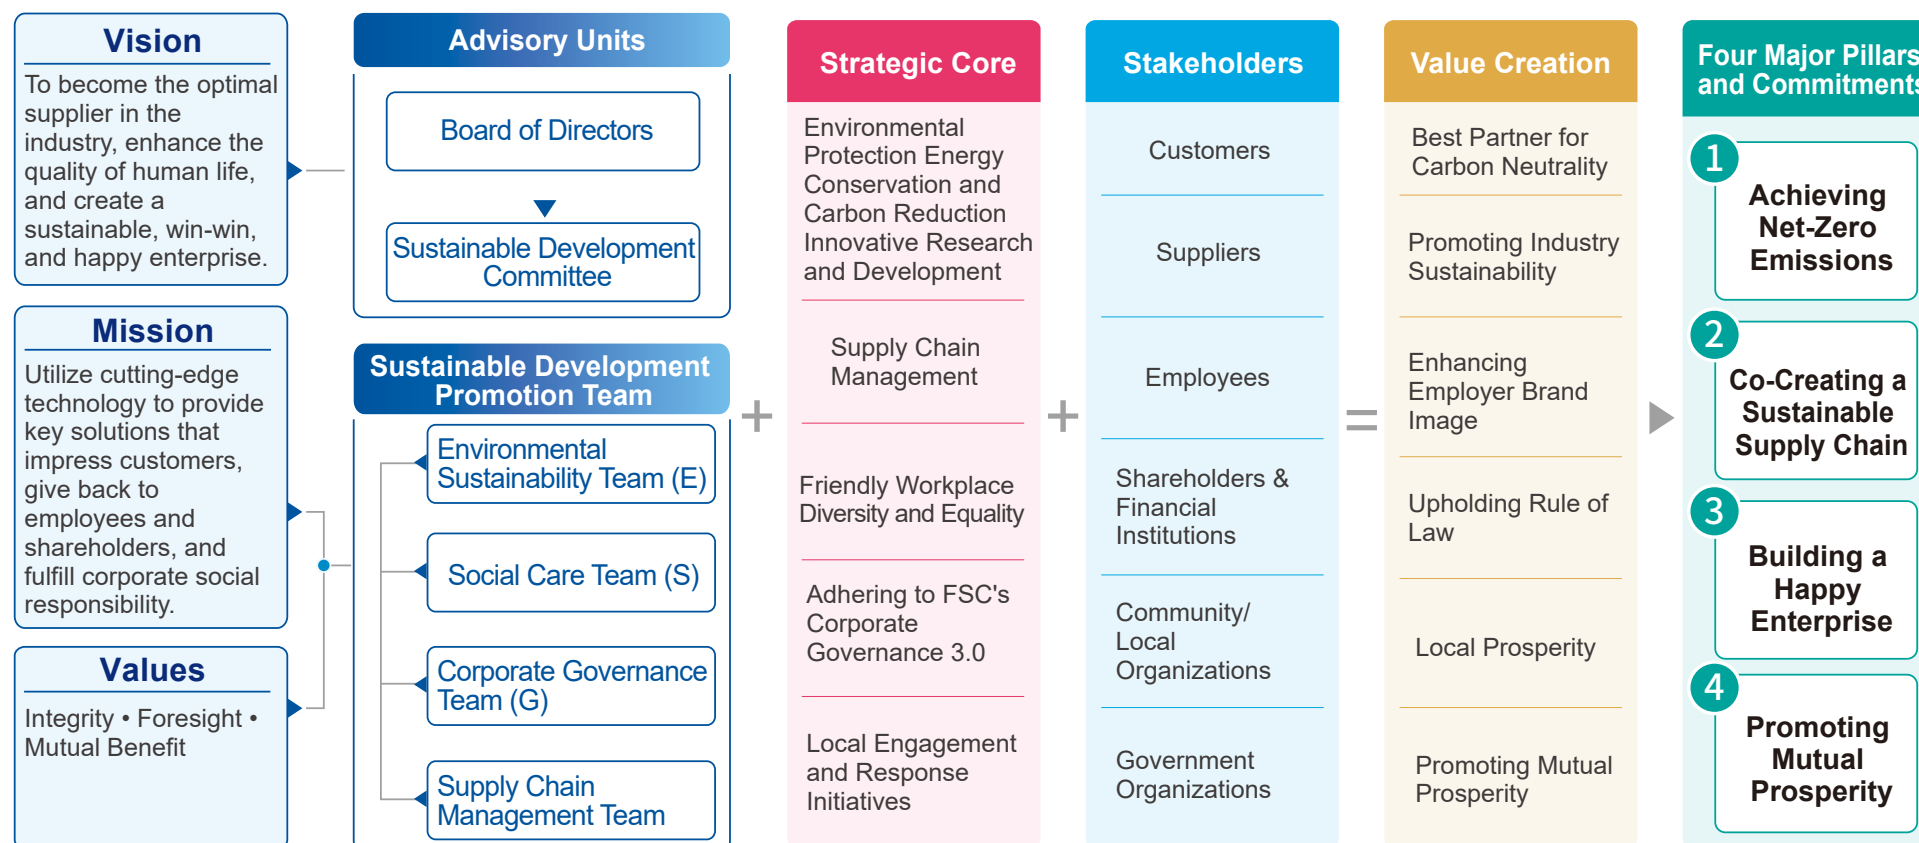 Vision
To become the optimal
supplier in the
industry, enhance the
quality of human life,
and create a
sustainable, win-win,
and happy enterprise.
Mission
Utilize cutting-edge
technology to provide
key solutions that
impress customers,
give back to
employees and
shareholders, and
fulfill corporate social
responsibility.
Values
Integrity • Foresight •
Mutual Benefit
Advisory Units
Board of Directors
Sustainable Development
Committee
Sustainable Development
Promotion Team
Environmental
Sustainability Team (E)
Social Care Team (S)
Corporate Governance
Team (G)
Supply Chain
Management Team
+
Strategic Core
Environmental
Protection Energy
Conservation and
Carbon Reduction
Innovative Research
and Development
Supply Chain
Management
Friendly Workplace
Diversity and Equality
Adhering to FSC's
Corporate
Governance 3.0
Local Engagement
and Response
Initiatives
+
Stakeholders
Customers
Suppliers
Employees
Shareholders &
Financial
Institutions
Community/
Local
Organizations
Government
Organizations
=
Value Creation
Best Partner for
Carbon Neutrality
Promoting Industry
Sustainability
Enhancing
Employer Brand
Image
Upholding Rule of
Law
Local Prosperity
Promoting Mutual
Prosperity
Four Major Pillars
and Commitments
1
Achieving
Net-Zero
Emissions
2
Co-Creating a
Sustainable
Supply Chain
3
Building a
Happy
Enterprise
4
Promoting
Mutual
Prosperity